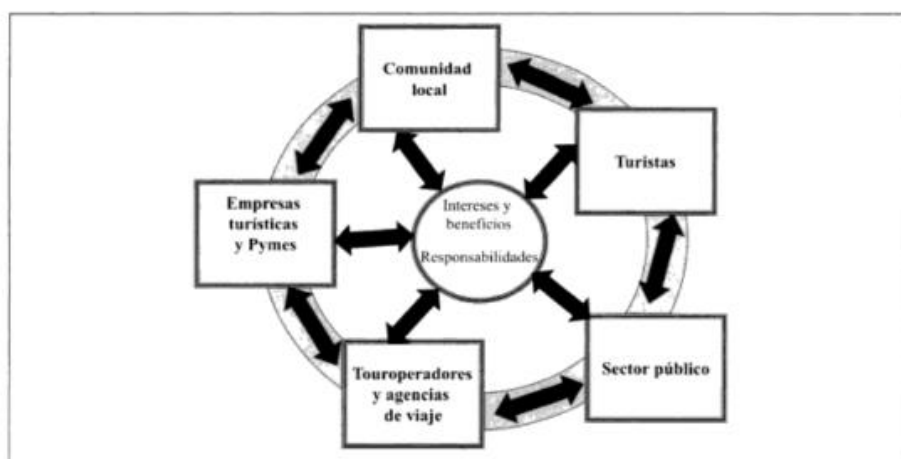 Comunidad
local
Turistas
Empresas
turísticas
y Pymes
Intereses y
beneficios
Responsabilidades
Touroperadores
y agencias
de viaje
Sector público